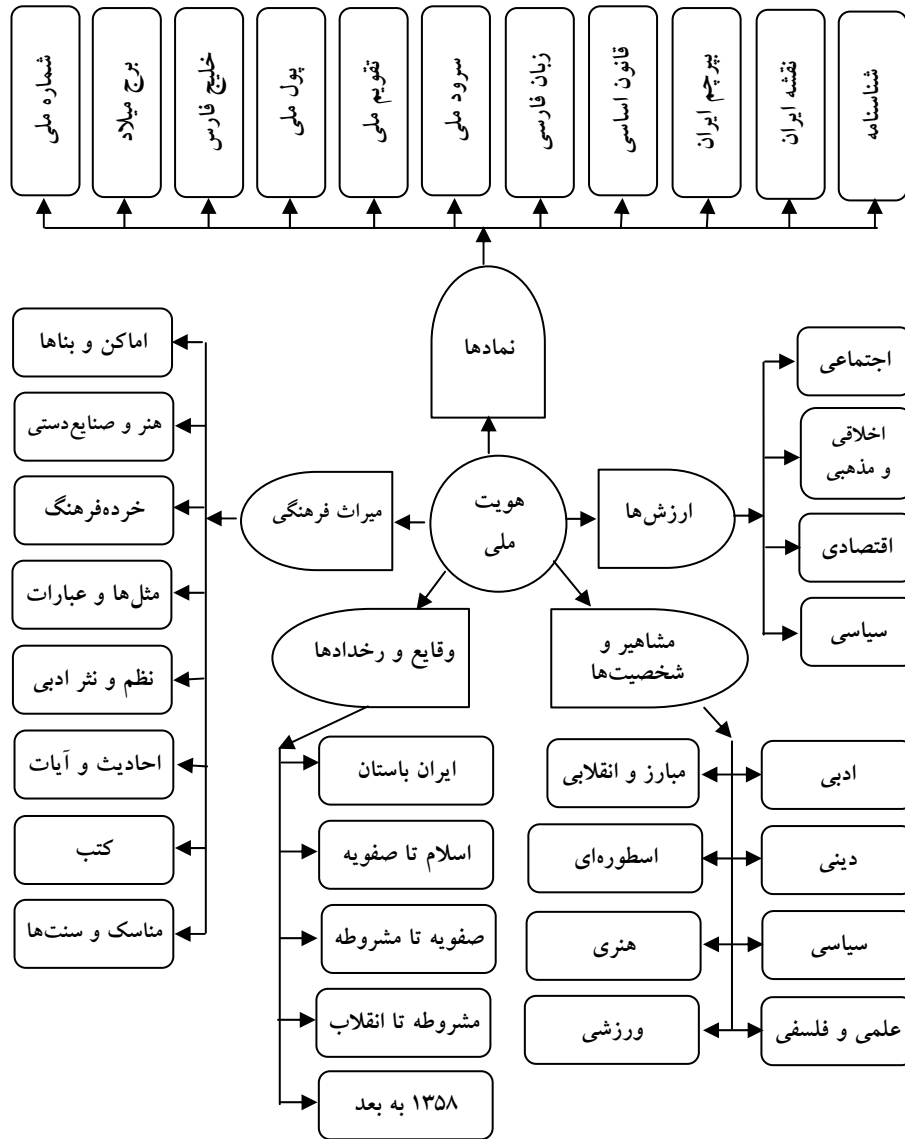 شناسنامه
نقشه ایران
بپرچم ایران
قانون اساسی
زبان فارسی
سرود ملی
تقویم ملی
پول ملی
خلیج فارس
برج میلاد
شماره ملی
نمادها
هویت
ملی
ارزش‌ها
اجتماعی
اخلاقی
و مذهبی
اقتصادی
سیاسی
میراث فرهنگی
اماکن و بناها
هنر و صنایع‌دستی
خرده‌فرهنگ
مثل‌ها و عبارات
نظم و نثر ادبی
احادیث و آیات
کتب
مناسک و سنت‌ها
مشاهیر و
شخصیت‌ها
ادبی
دینی
سیاسی
علمی و فلسفی
مبارز و انقلابی
اسطوره‌ای
هنری
ورزشی
وقایع و رخدادها
ایران باستان
اسلام تا صفویه
صفویه تا مشروطه
مشروطه تا انقلاب
۱۳۵۸ به بعد